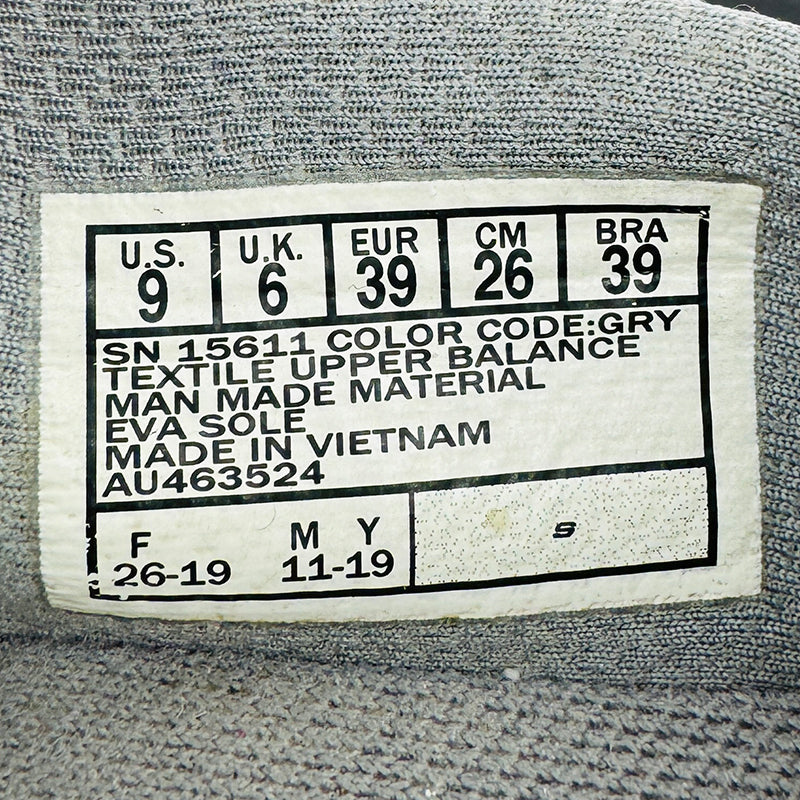 U.S. U.K. EUR CM BRA
9 6 39 26 39
SN 15611 COLOR CODE:GRY
TEXTILE UPPER BALANCE
MAN MADE MATERIAL
EVA SOLE
MADE IN VIETNAM
AU463524
F M Y
26-19 11-19
S